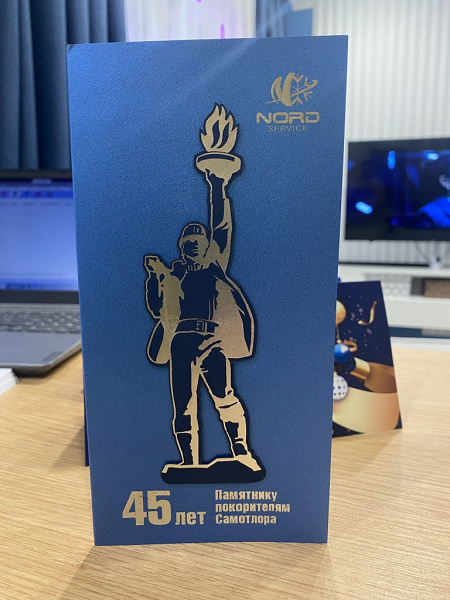 NORD
SERVICE
45 лет
Памятнику
покорителям
Самотлора